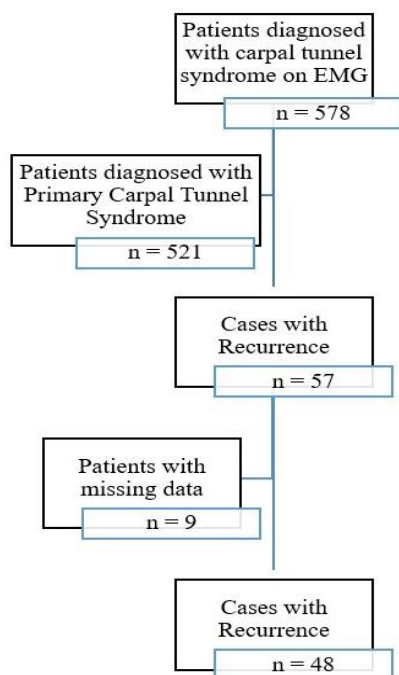 Patients diagnosed
with carpal tunnel
syndrome on EMG
n = 578
Patients diagnosed with
Primary Carpal Tunnel
Syndrome
n = 521
Cases with
Recurrence
n = 57
Patients with
missing data
n = 9
Cases with
Recurrence
n = 48